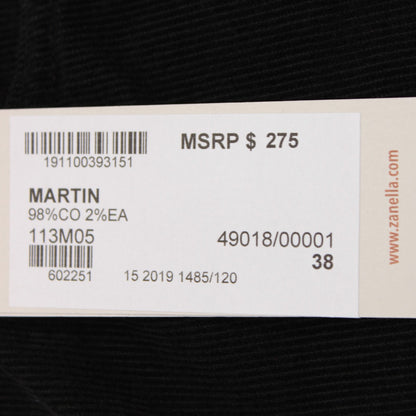 MSRP $ 275
191100393151
MARTIN
98%CO 2%EA
113M05
49018/00001
38
602251
15 2019 1485/120
www.zanella.com